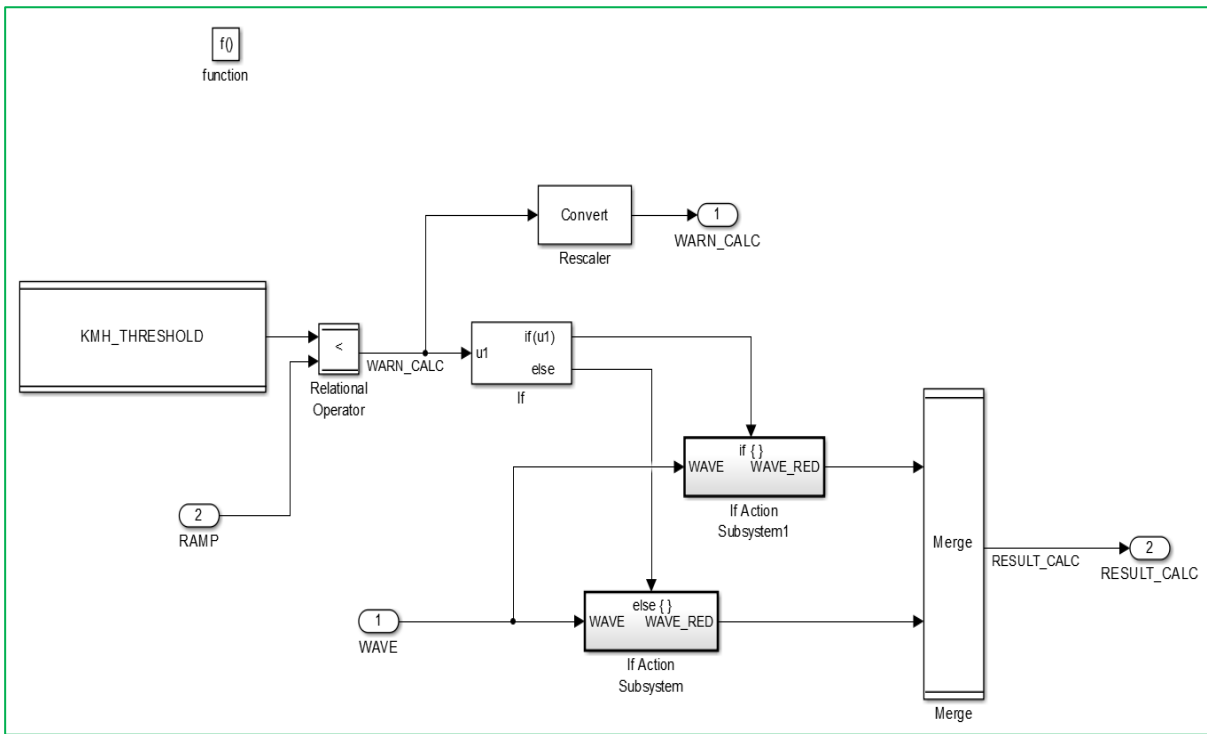 f()
function
Convert
Rescaler
1
WARN_CALC
KMH_THRESHOLD
<
WARN_CALC
Relational
Operator
u1
if(u1)
else
If
if { }
WAVE WAVE_RED
If Action
Subsystem1
2
RAMP
Merge
RESULT_CALC
2
RESULT_CALC
else { }
WAVE WAVE_RED
1
WAVE
If Action
Subsystem
Merge